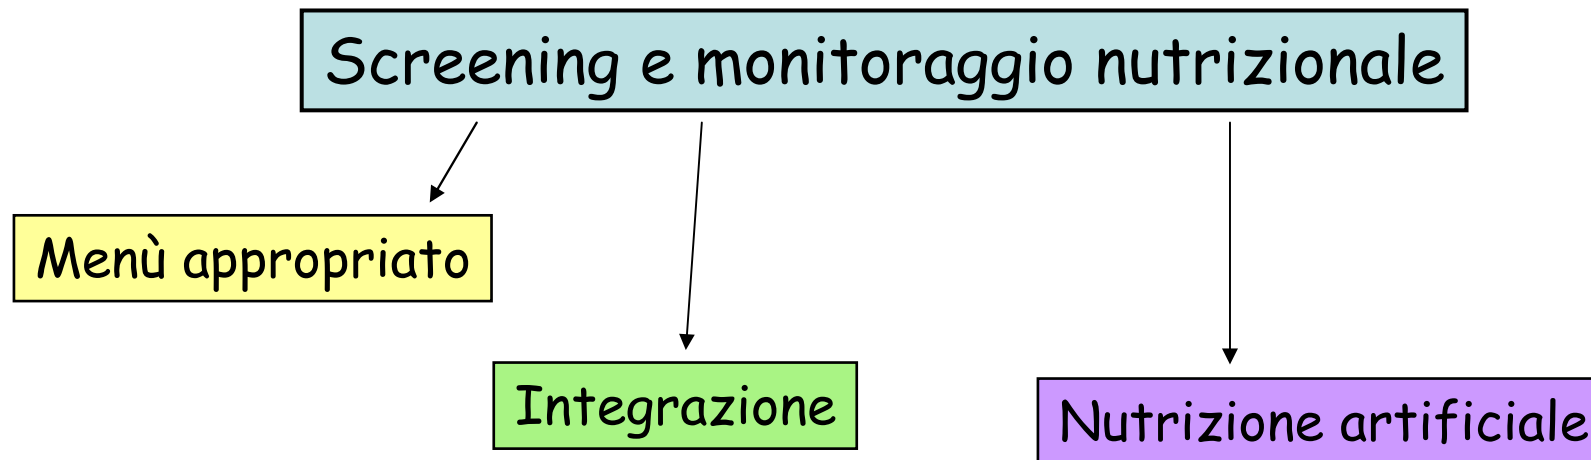 Screening e monitoraggio nutrizionale
Menù appropriato
Integrazione
Nutrizione artificiale